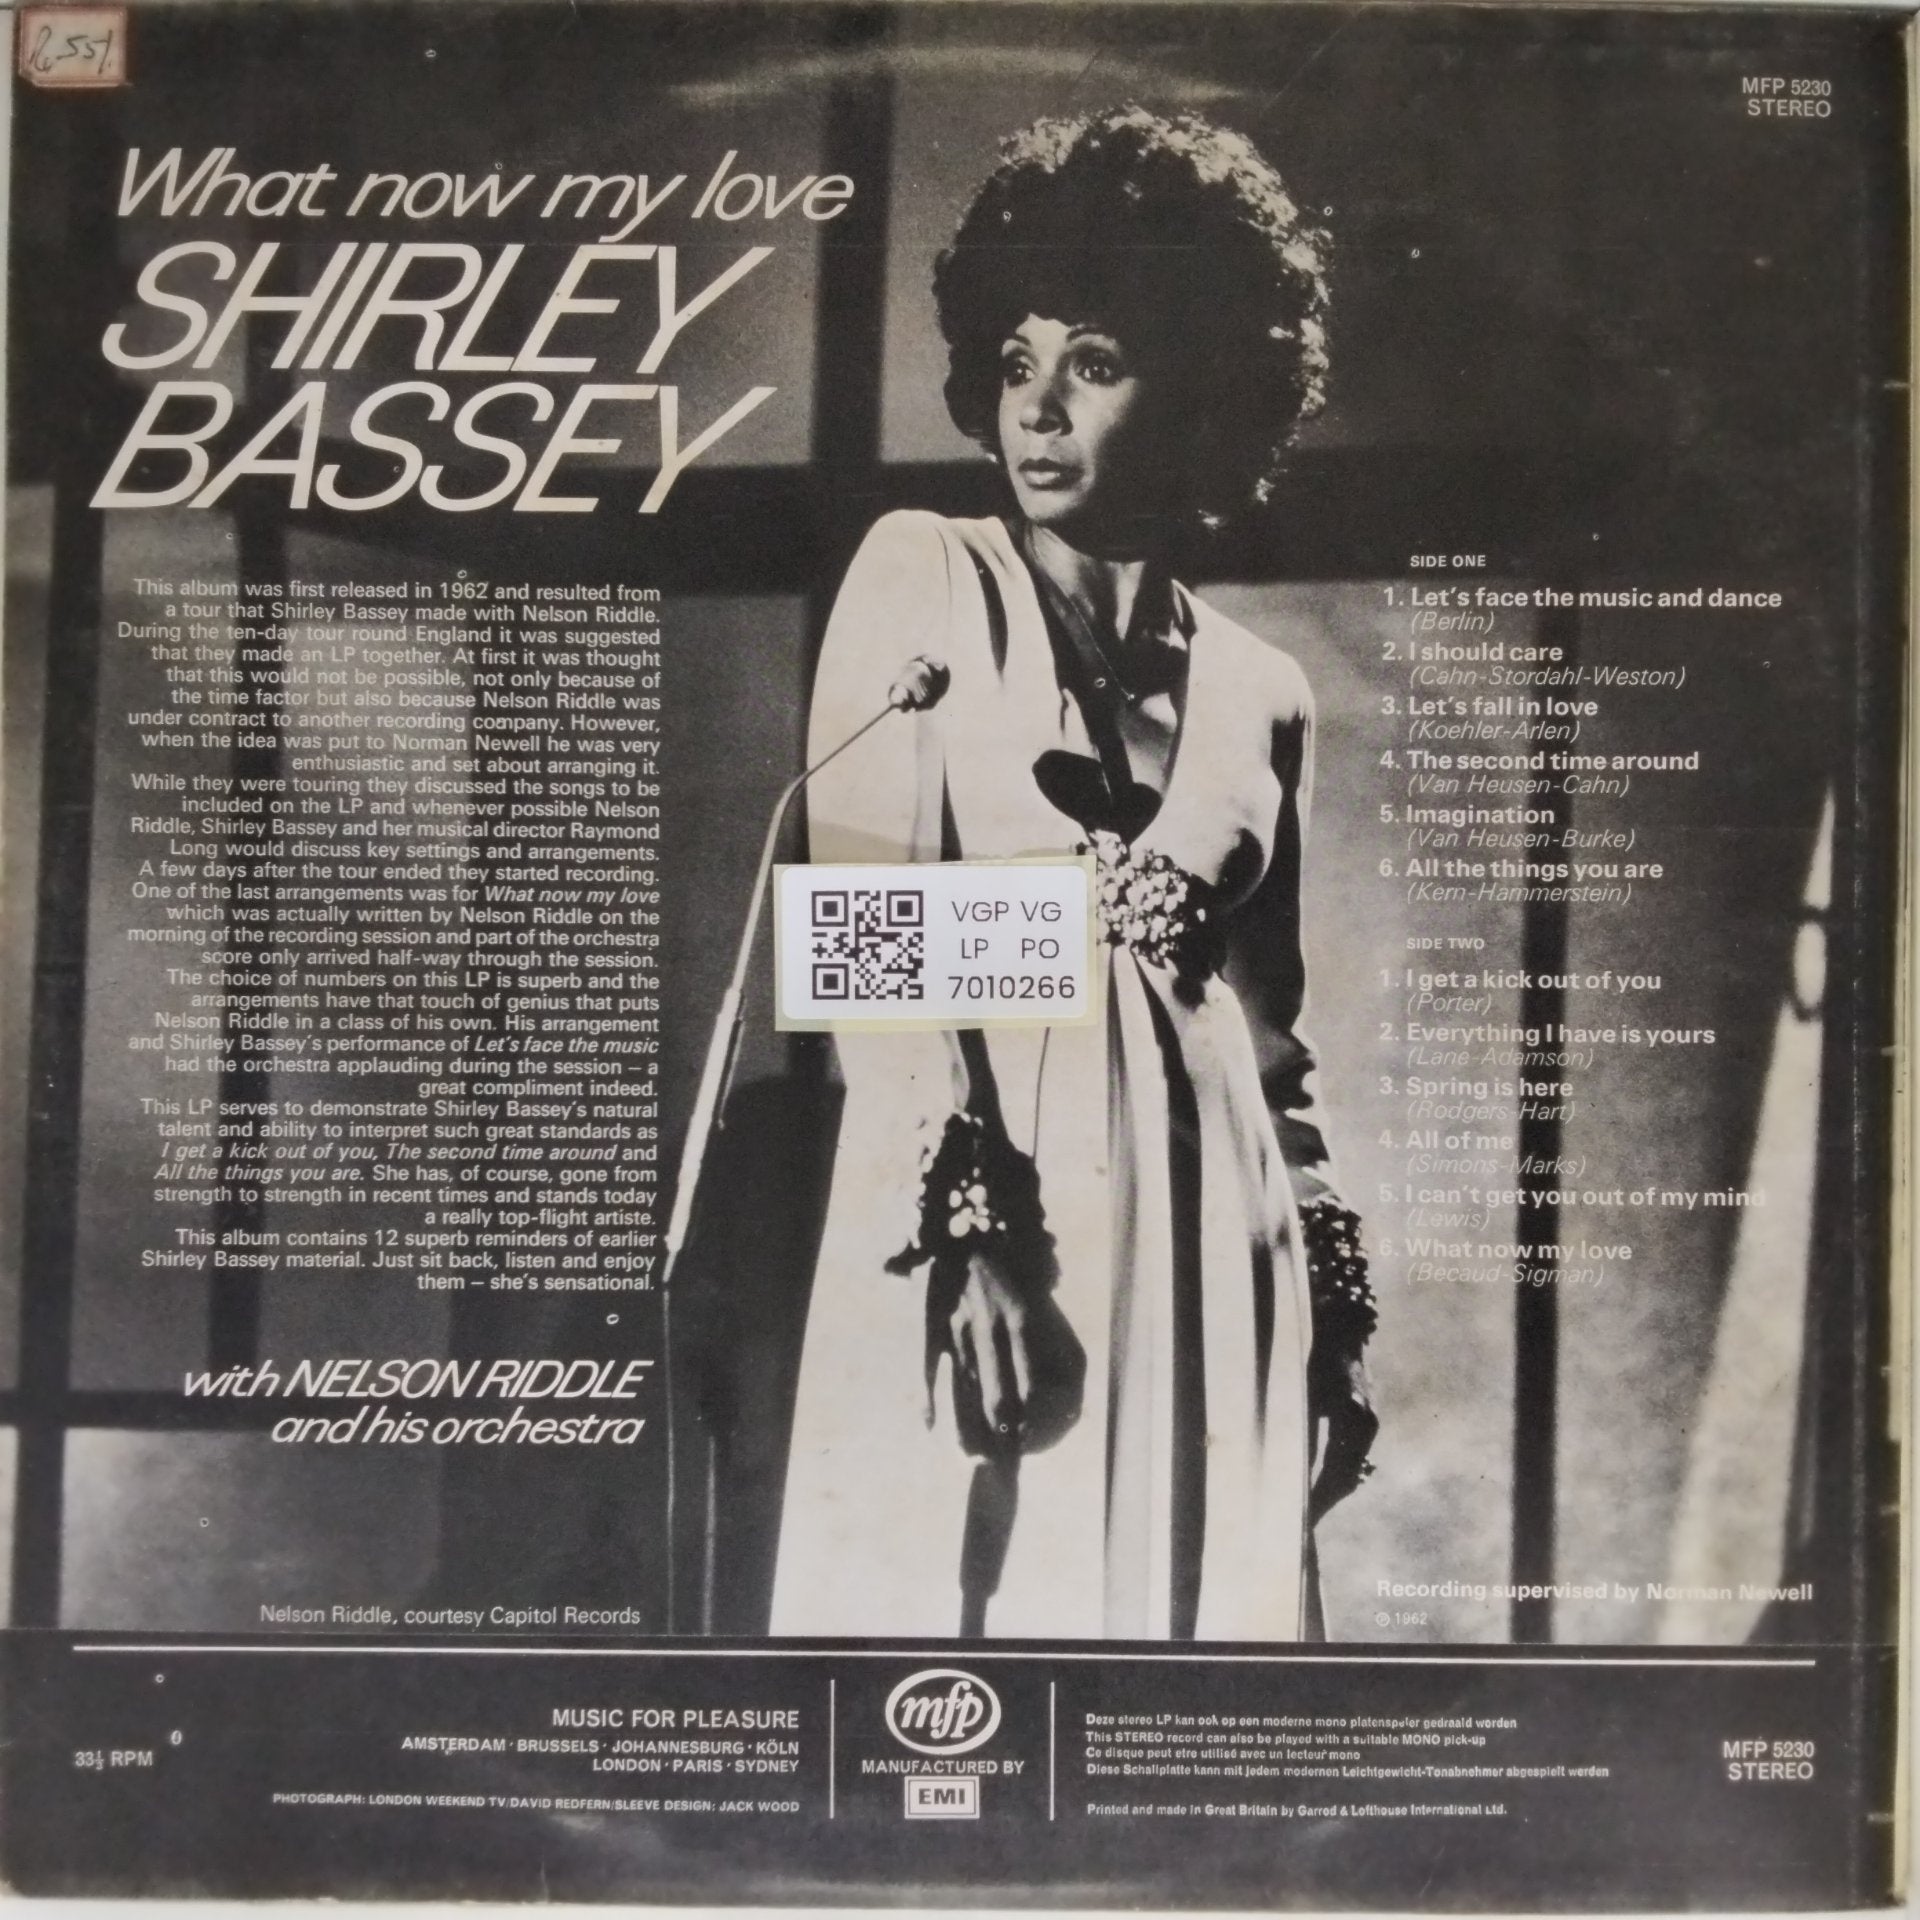 MFP 5230
STEREO
What now my love
SHIRLEY
BASSEY
This album was first released in 1962 and resulted from
a tour that Shirley Bassey made with Nelson Riddle.
During the ten-day tour round England it was suggested
that they made an LP together. At first it was thought
that this would not be possible, not only because of
the time factor but also because Nelson Riddle was
under contract to another recording company. However,
when the idea was put to Norman Newell he was very
enthusiastic and set about arranging it.
While they were touring they discussed the songs to be
included on the LP and whenever possible Nelson
Riddle, Shirley Bassey and her musical director Raymond
Long would discuss key settings and arrangements.
A few days after the tour ended they started recording.
One of the last arrangements was for What now my love
which was actually written by Nelson Riddle on the
morning of the recording session and part of the orchestra
score only arrived half-way through the session.
The choice of numbers on this LP is superb and the
arrangements have that touch of genius that puts
Nelson Riddle in a class of his own. His arrangement
and Shirley Bassey's performance of Let's face the music
had the orchestra applauding during the session – a
great compliment indeed.
This LP serves to demonstrate Shirley Bassey's natural
talent and ability to interpret such great standards as
I get a kick out of you, The second time around and
All the things you are. She has, of course, gone from
strength to strength in recent times and stands today
a really top-flight artiste.
This album contains 12 superb reminders of earlier
Shirley Bassey material. Just sit back, listen and enjoy
them – she's sensational.
with NELSON RIDDLE
and his orchestra
Nelson Riddle, courtesy Capitol Records
VGP VG
LP PO
7010266
SIDE ONE
1. Let's face the music and dance
(Berlin)
2. I should care
(Cahn-Stordahl-Weston)
3. Let's fall in love
(Koehler-Arlen)
4. The second time around
(Van Heusen-Cahn)
5. Imagination
(Van Heusen-Burke)
6. All the things you are
(Kern-Hammerstein)
SIDE TWO
1. I get a kick out of you
(Porter)
2. Everything I have is yours
(Lane-Adamson)
3. Spring is here
(Rodgers-Hart)
4. All of me
(Simons-Marks)
5. I can't get you out of my mind
(Lewis)
6. What now my love
(Becaud-Sigman)
Recording supervised by Norman Newell
℗ 1962
33⅓ RPM
MUSIC FOR PLEASURE
AMSTERDAM · BRUSSELS · JOHANNESBURG · KÖLN
LONDON · PARIS · SYDNEY
PHOTOGRAPH: LONDON WEEKEND TV/DAVID REDFERN/SLEEVE DESIGN: JACK WOOD
mfp
MANUFACTURED BY
EMI
Deze stereo LP kan ook op een moderne mono platenspeler gedraald worden
This STEREO record can also be played with a suitable MONO pick-up
Ce disque peut etre utilisé avec un lecteur mono
Diese Schallplatte kann mit jedem modernen Leichtgewicht-Tonabnehmer abgespielt werden
Printed and made in Great Britain by Garrod & Lofthouse International Ltd.
MFP 5230
STEREO